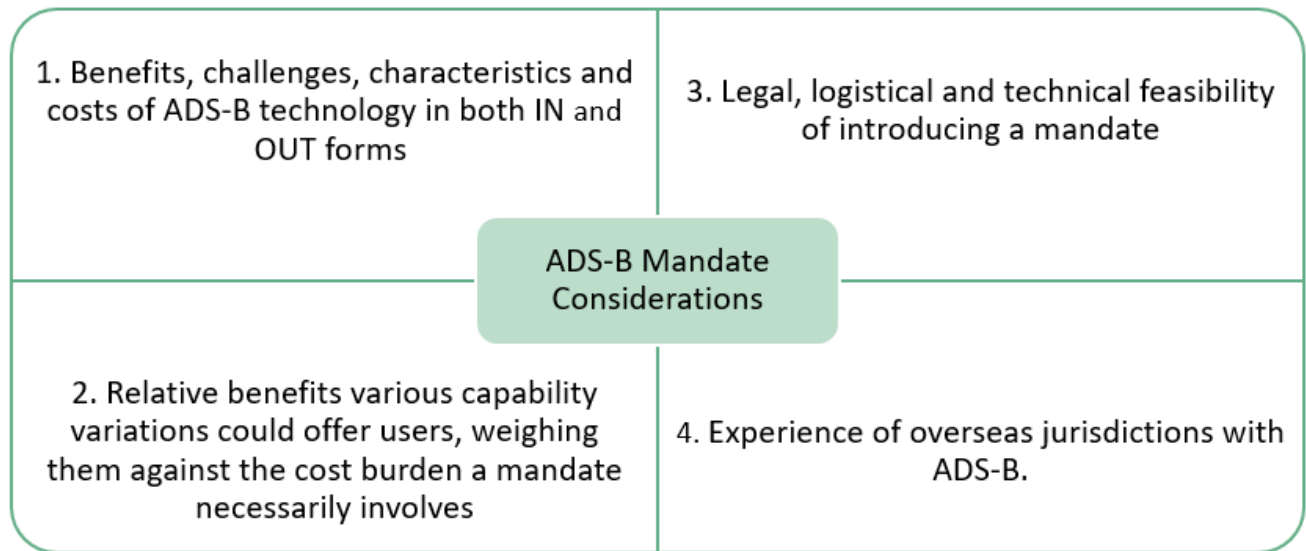 1. Benefits, challenges, characteristics and
costs of ADS-B technology in both IN and
OUT forms
2. Relative benefits various capability
variations could offer users, weighing
them against the cost burden a mandate
necessarily involves
3. Legal, logistical and technical feasibility
of introducing a mandate
4. Experience of overseas jurisdictions with
ADS-B.
ADS-B Mandate
Considerations